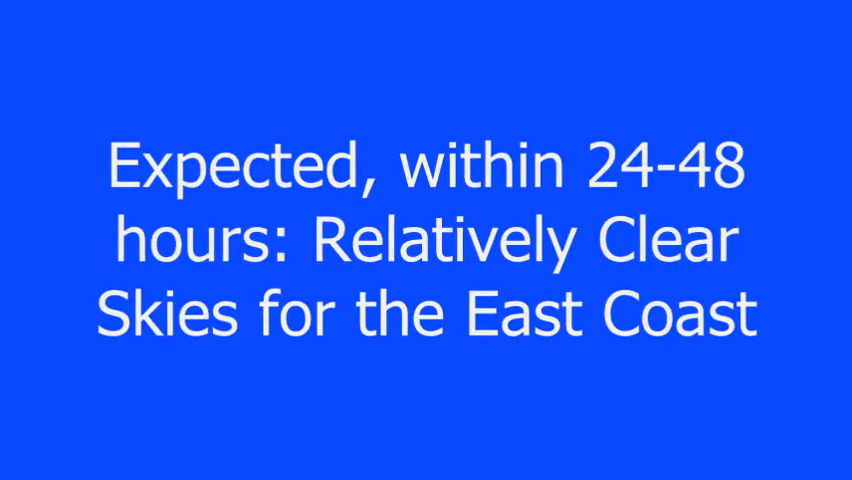 Expected, within 24-48
hours: Relatively Clear
Skies for the East Coast